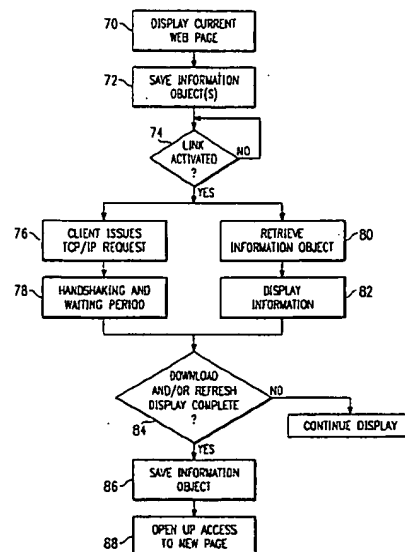 70
DISPLAY CURRENT
WEB PAGE
72
SAVE INFORMATION
OBJECT(S)
74
LINK
ACTIVATED
?
NO
YES
76
CLIENT ISSUES
TCP/IP REQUEST
RETRIEVE
INFORMATION OBJECT
80
78
HANDSHAKING AND
WAITING PERIOD
DISPLAY
INFORMATION
82
DOWNLOAD
AND/OR REFRESH
DISPLAY COMPLETE
?
NO
84
CONTINUE DISPLAY
YES
86
SAVE INFORMATION
OBJECT
88
OPEN UP ACCESS
TO NEW PAGE